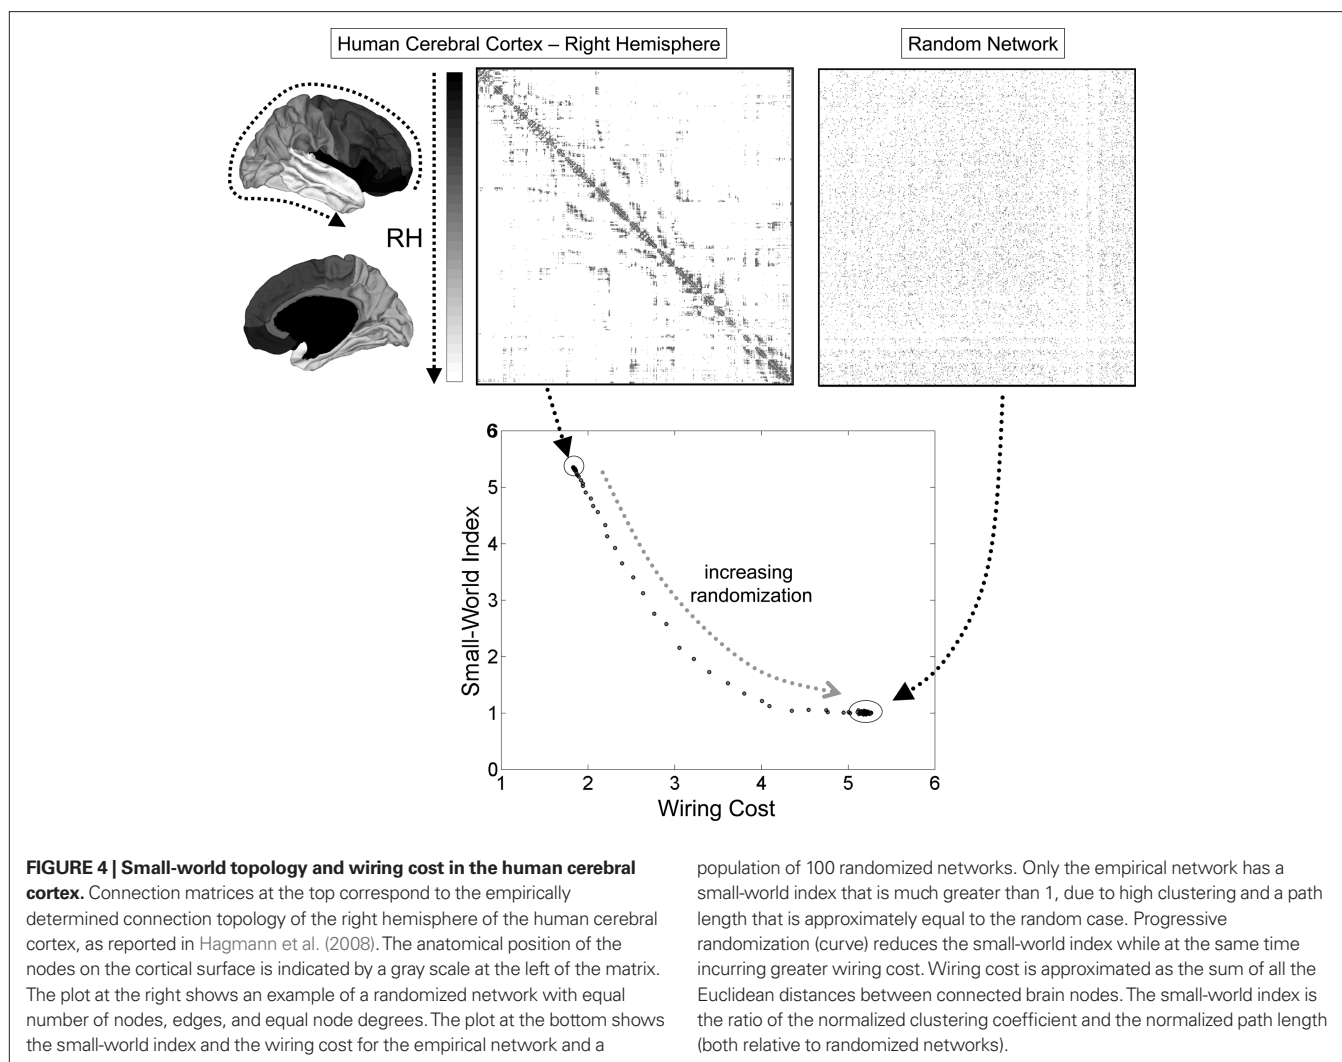 Human Cerebral Cortex – Right Hemisphere
Random Network
RH
6
5
4
3
2
1
0
Small-World Index
increasing
randomization
1 2 3 4 5 6
Wiring Cost
FIGURE 4 | Small-world topology and wiring cost in the human cerebral
cortex. Connection matrices at the top correspond to the empirically
determined connection topology of the right hemisphere of the human cerebral
cortex, as reported in Hagmann et al. (2008). The anatomical position of the
nodes on the cortical surface is indicated by a gray scale at the left of the matrix.
The plot at the right shows an example of a randomized network with equal
number of nodes, edges, and equal node degrees. The plot at the bottom shows
the small-world index and the wiring cost for the empirical network and a
population of 100 randomized networks. Only the empirical network has a
small-world index that is much greater than 1, due to high clustering and a path
length that is approximately equal to the random case. Progressive
randomization (curve) reduces the small-world index while at the same time
incurring greater wiring cost. Wiring cost is approximated as the sum of all the
Euclidean distances between connected brain nodes. The small-world index is
the ratio of the normalized clustering coefficient and the normalized path length
(both relative to randomized networks).